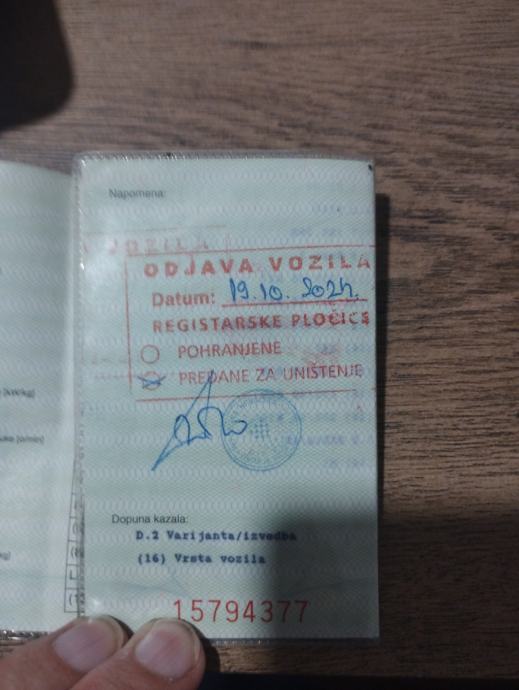 Napomena:
ODJAVA VOZILA
Datum: 19.10. 2024.
REGISTARSKE PLOČICE
POHRANJENE
PREDANE ZA UNIŠTENJE
Dopuna kazala:
D.2 Varijanta/izvedba
(16) Vrsta vozila
15794377